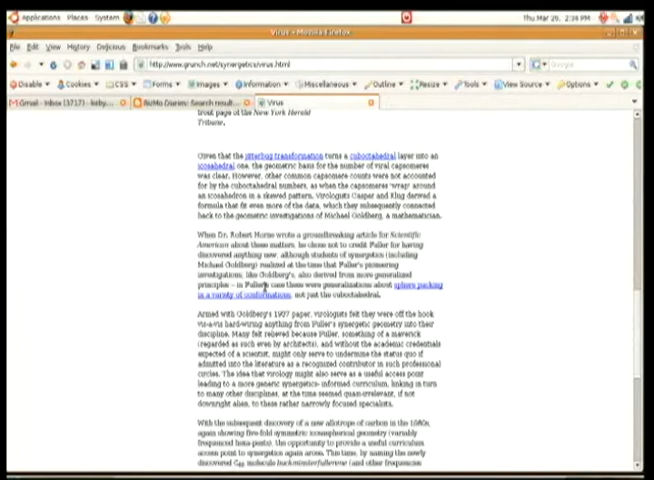 Applications Places System
Thu Mar 26, 2:34 PM
Virus - Mozilla Firefox
File Edit View History Delicious Bookmarks Tools Help
http://www.grunch.net/synergetics/virus.html
Google
Disable Cookies CSS Forms Images Information Miscellaneous Outline Resize Tools View Source Options
Gmail - Inbox (3717) - kirby... BizMo Diaries: Search result... Virus
front page of the New York Herald
Tribune.
Given that the jitterbug transformation turns a cuboctahedral layer into an
icosahedral one, the geometric basis for the number of viral capsomeres
was clear. However, other common capsomere counts were not accounted
for by the cuboctahedral numbers, as when the capsomeres 'wrap' around
an icosahedron in a skewed pattern. Virologists Casper and Klug derived a
formula that fit even more of the data, which they subsequently connected
back to the geometric investigations of Michael Goldberg, a mathematician.
When Dr. Robert Horne wrote a groundbreaking article for Scientific
American about these matters, he chose not to credit Fuller for having
discovered anything new, although students of synergetics (including
Michael Goldberg) realized at the time that Fuller's pioneering
investigations, like Goldberg's, also derived from more generalized
principles -- in Fuller's case these were generalizations about sphere packing
in a variety of conformations, not just the cuboctahedral.
Armed with Goldberg's 1937 paper, virologists felt they were off the hook
vis-a-vis hard-wiring anything from Fuller's synergetic geometry into their
discipline. Many felt relieved because Fuller, something of a maverick
(regarded as such even by architects), and without the academic credentials
expected of a scientist, might only serve to undermine the status quo if
admitted into the literature as a recognized contributor in such professional
circles. The idea that virology might also serve as a useful access point
leading to a more generic synergetics-informed curriculum, linking in turn
to many other disciplines, at the time seemed quasi-irrelevant, if not
downright alien, to these rather narrowly focused specialists.
With the subsequent discovery of a new allotrope of carbon in the 1980s,
again showing five-fold symmetric icosaspherical geometry (variably
frequenced hexa-pents), the opportunity to provide a useful curriculum
access point to synergetics again arose. This time, by naming the newly
discovered C60 molecule buckminsterfullerene (and other frequencies